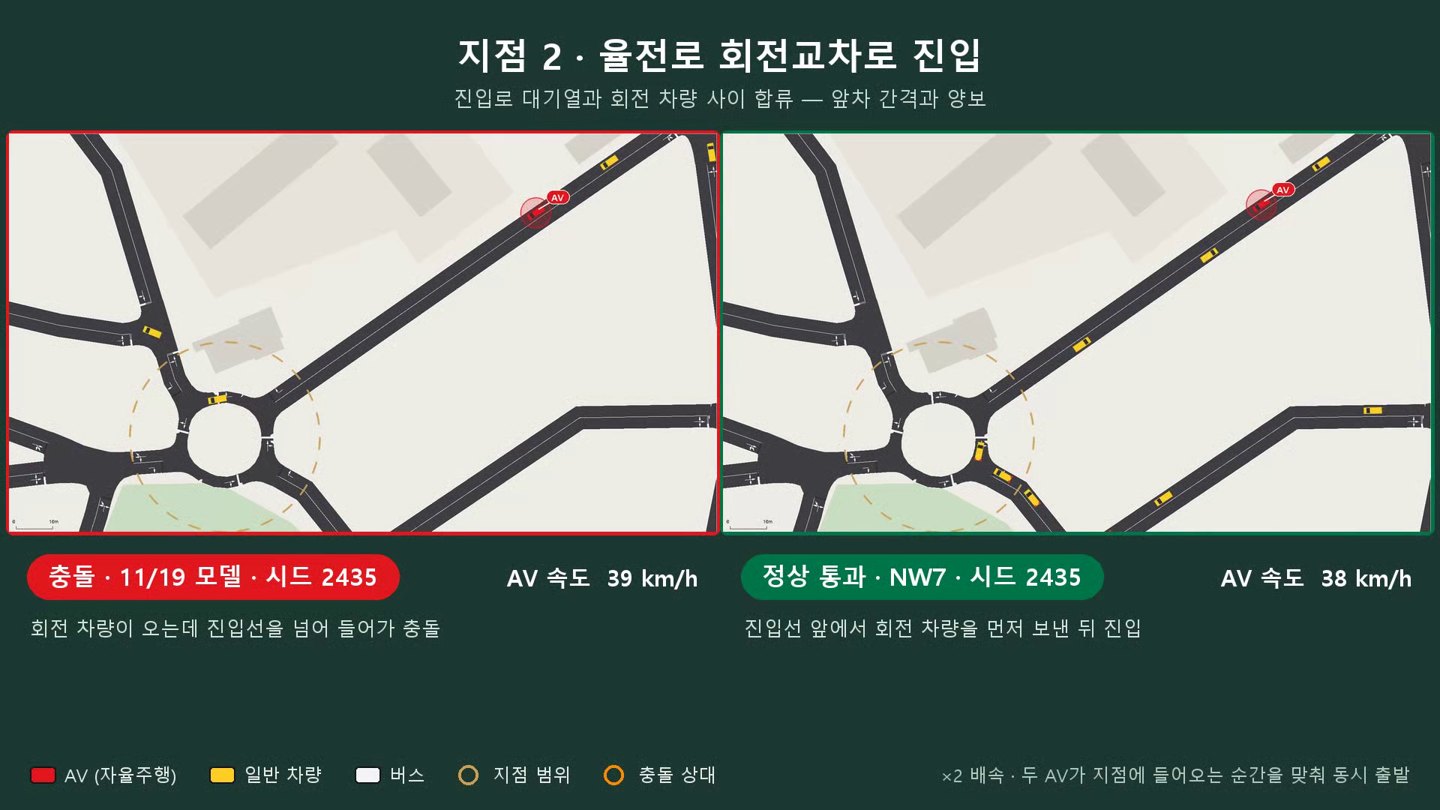 지점 2 · 율전로 회전교차로 진입
진입로 대기열과 회전 차량 사이 합류 — 앞차 간격과 양보
AV
AV
0 10m
0 10m
충돌 · 11/19 모델 · 시드 2435
AV 속도 39 km/h
정상 통과 · NW7 · 시드 2435
AV 속도 38 km/h
회전 차량이 오는데 진입선을 넘어 들어가 충돌
진입선 앞에서 회전 차량을 먼저 보낸 뒤 진입
AV (자율주행)
일반 차량
버스
지점 범위
충돌 상대
×2 배속 · 두 AV가 지점에 들어오는 순간을 맞춰 동시 출발